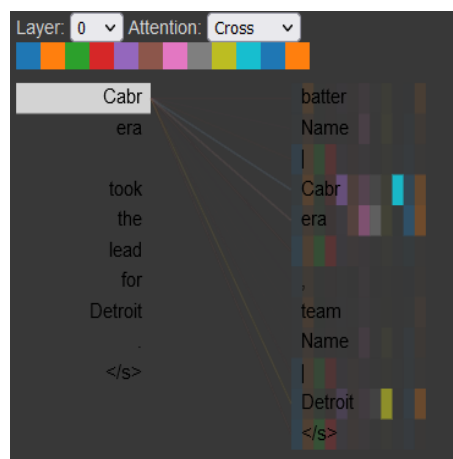 Layer: 0 Attention: Cross
Cabr batter
era Name
|
took Cabr
the era
lead
for ,
Detroit team
. Name
</s> |
Detroit
</s>